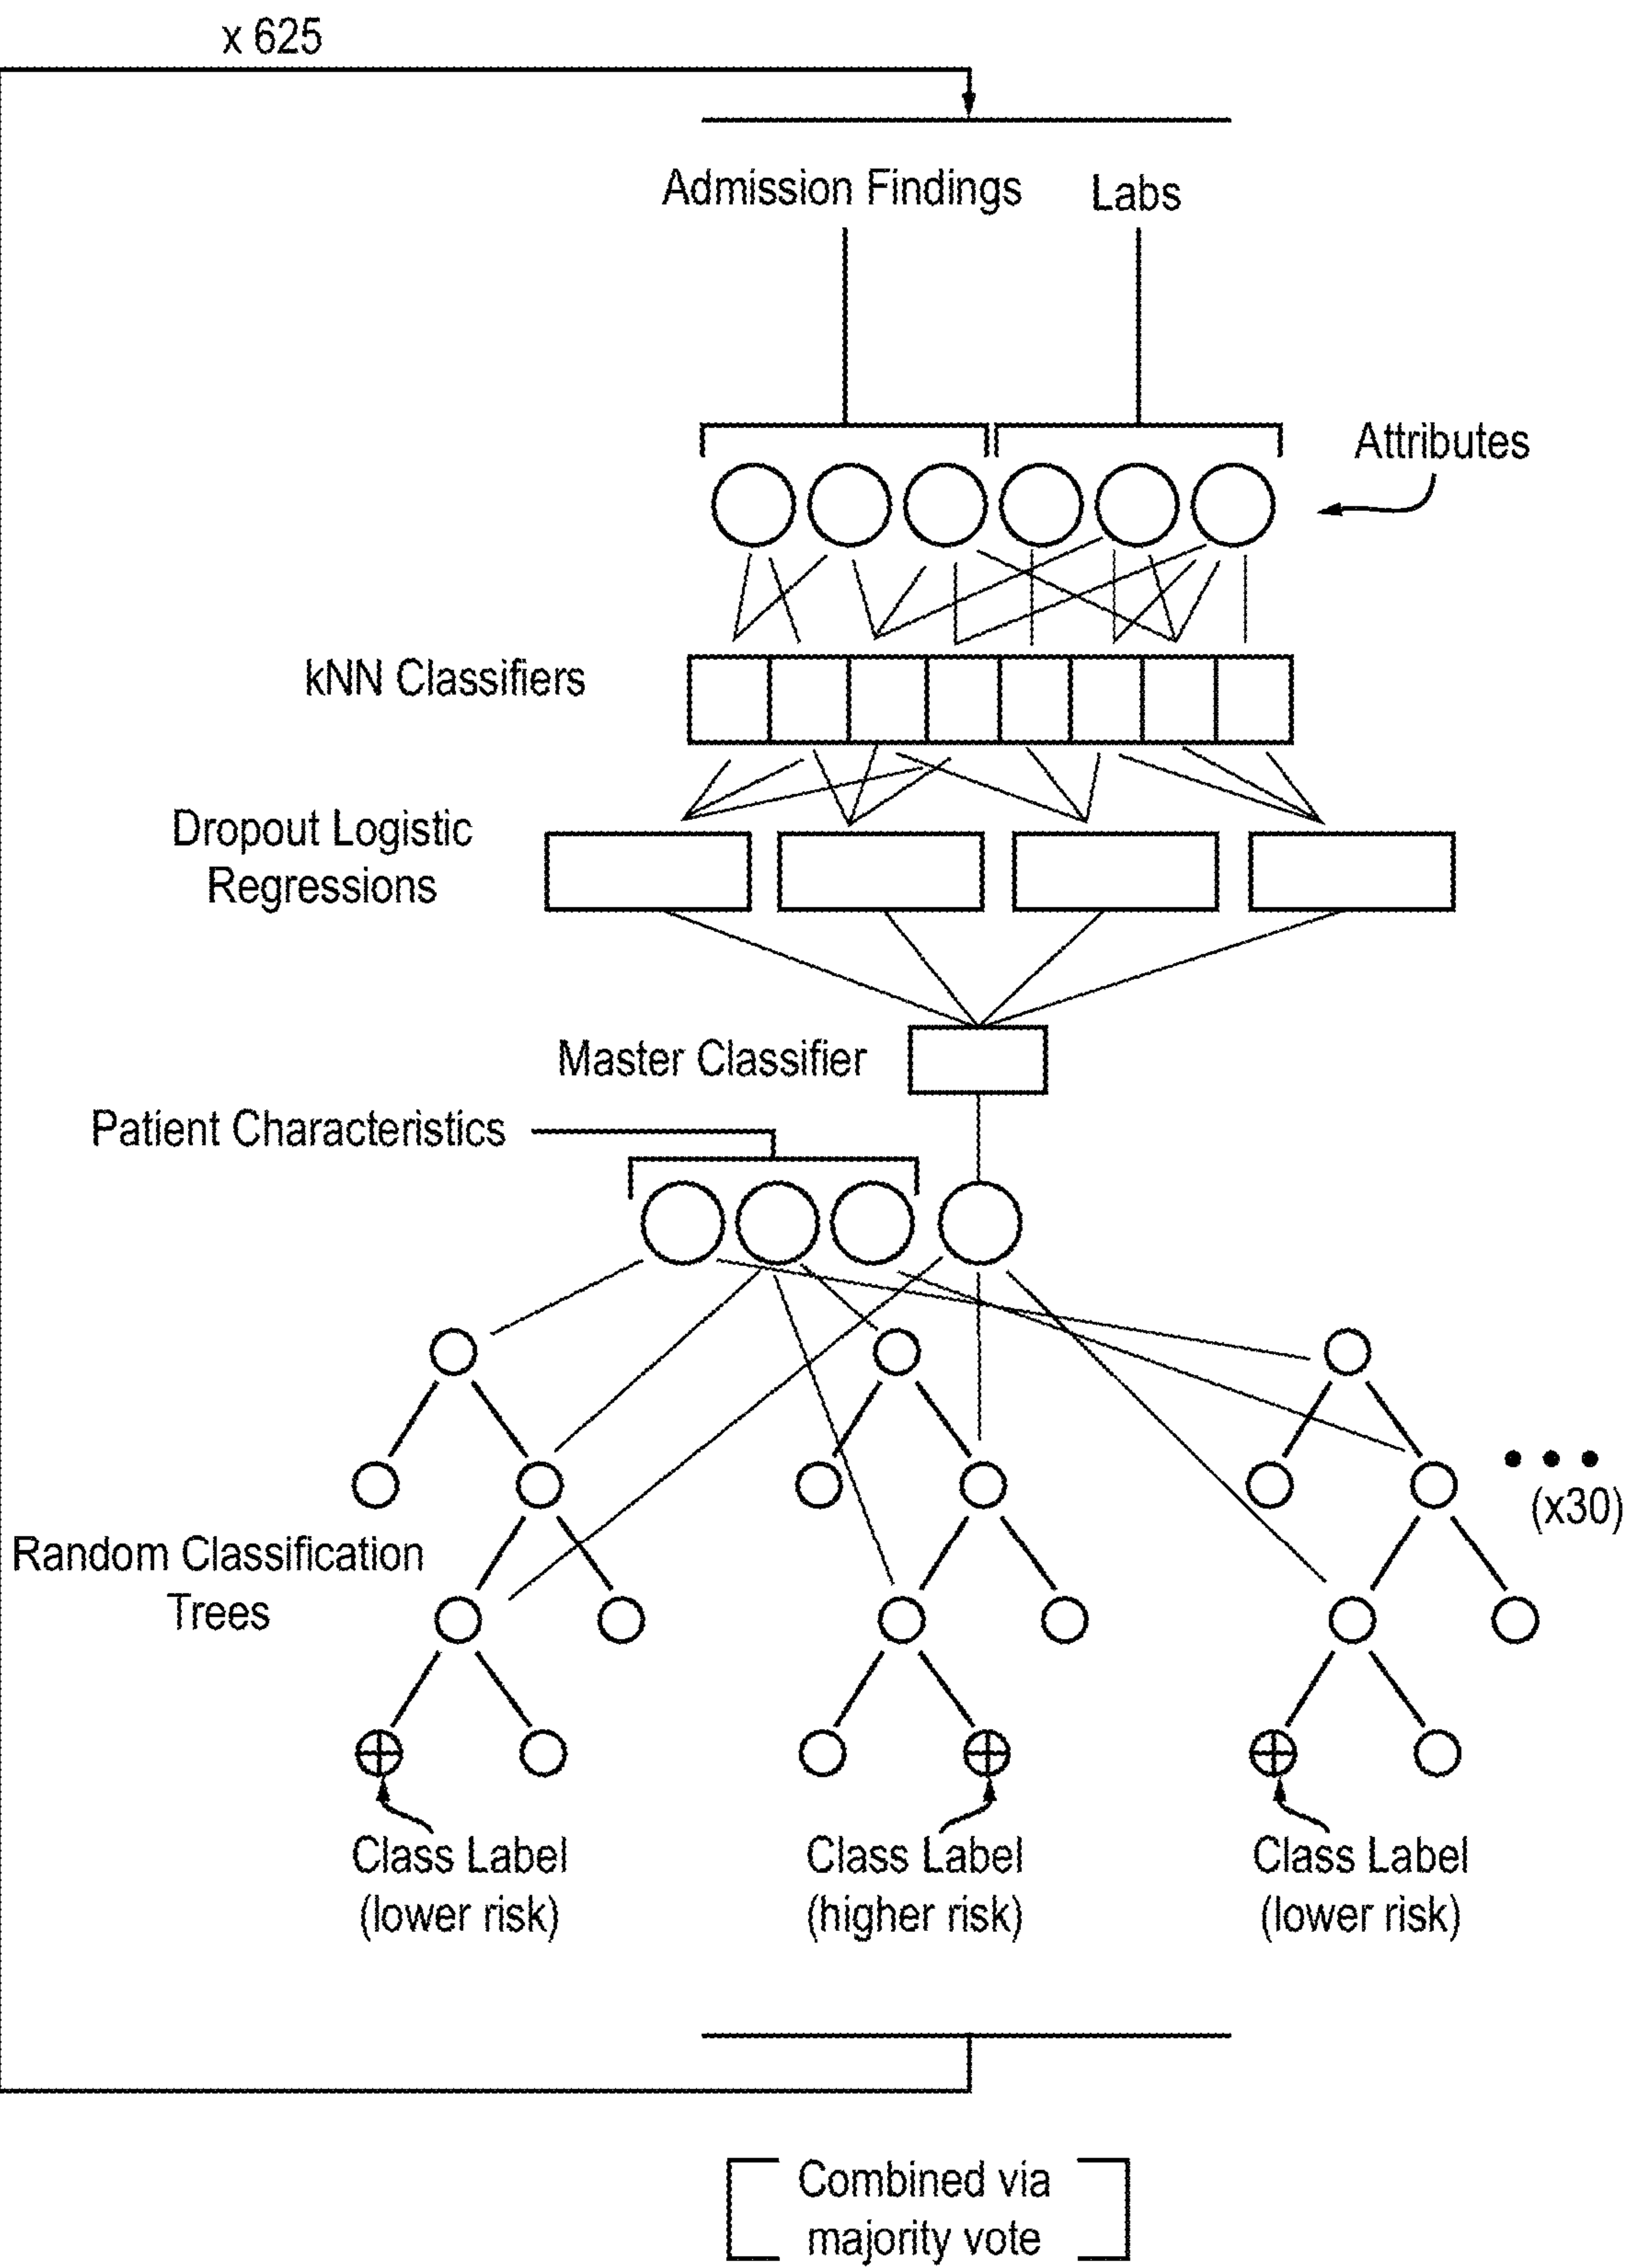 x 625
Admission Findings
Labs
Attributes
kNN Classifiers
Dropout Logistic
Regressions
Master Classifier
Patient Characteristics
(x30)
Random Classification
Trees
Class Label
(lower risk)
Class Label
(higher risk)
Class Label
(lower risk)
Combined via
majority vote